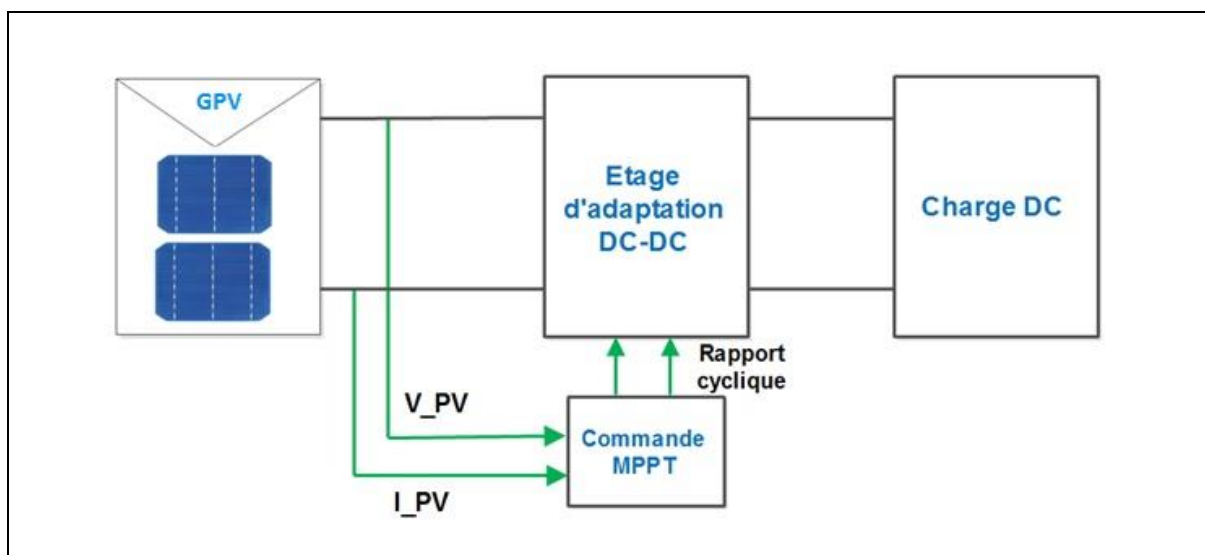 GPV
Etage
d'adaptation
DC-DC
Charge DC
Rapport
cyclique
V_PV
Commande
MPPT
I_PV